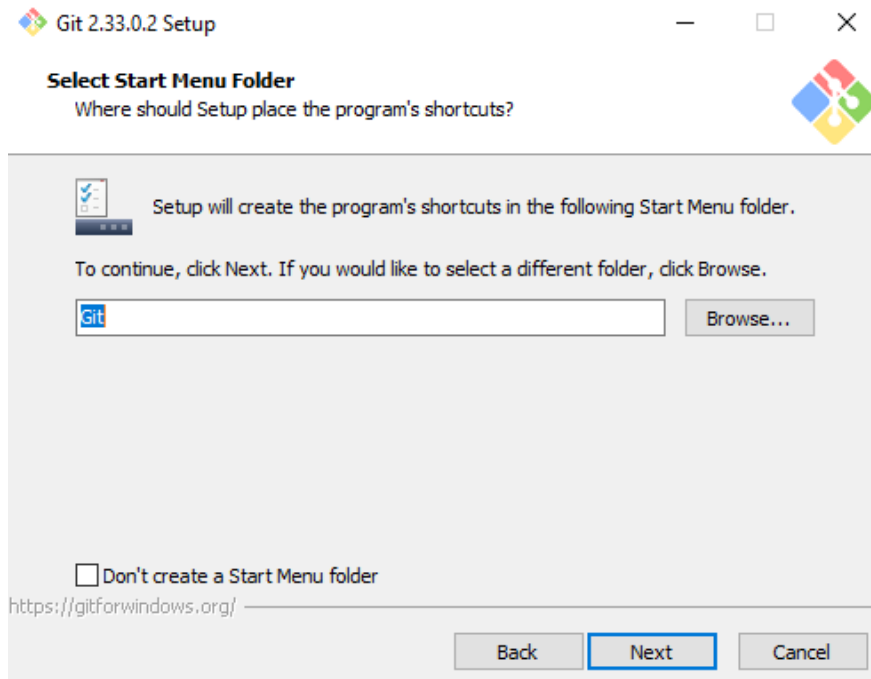 Git 2.33.0.2 Setup
Select Start Menu Folder
Where should Setup place the program's shortcuts?
Setup will create the program's shortcuts in the following Start Menu folder.
To continue, click Next. If you would like to select a different folder, click Browse.
Git
Browse...
Don't create a Start Menu folder
https://gitforwindows.org/
Back
Next
Cancel